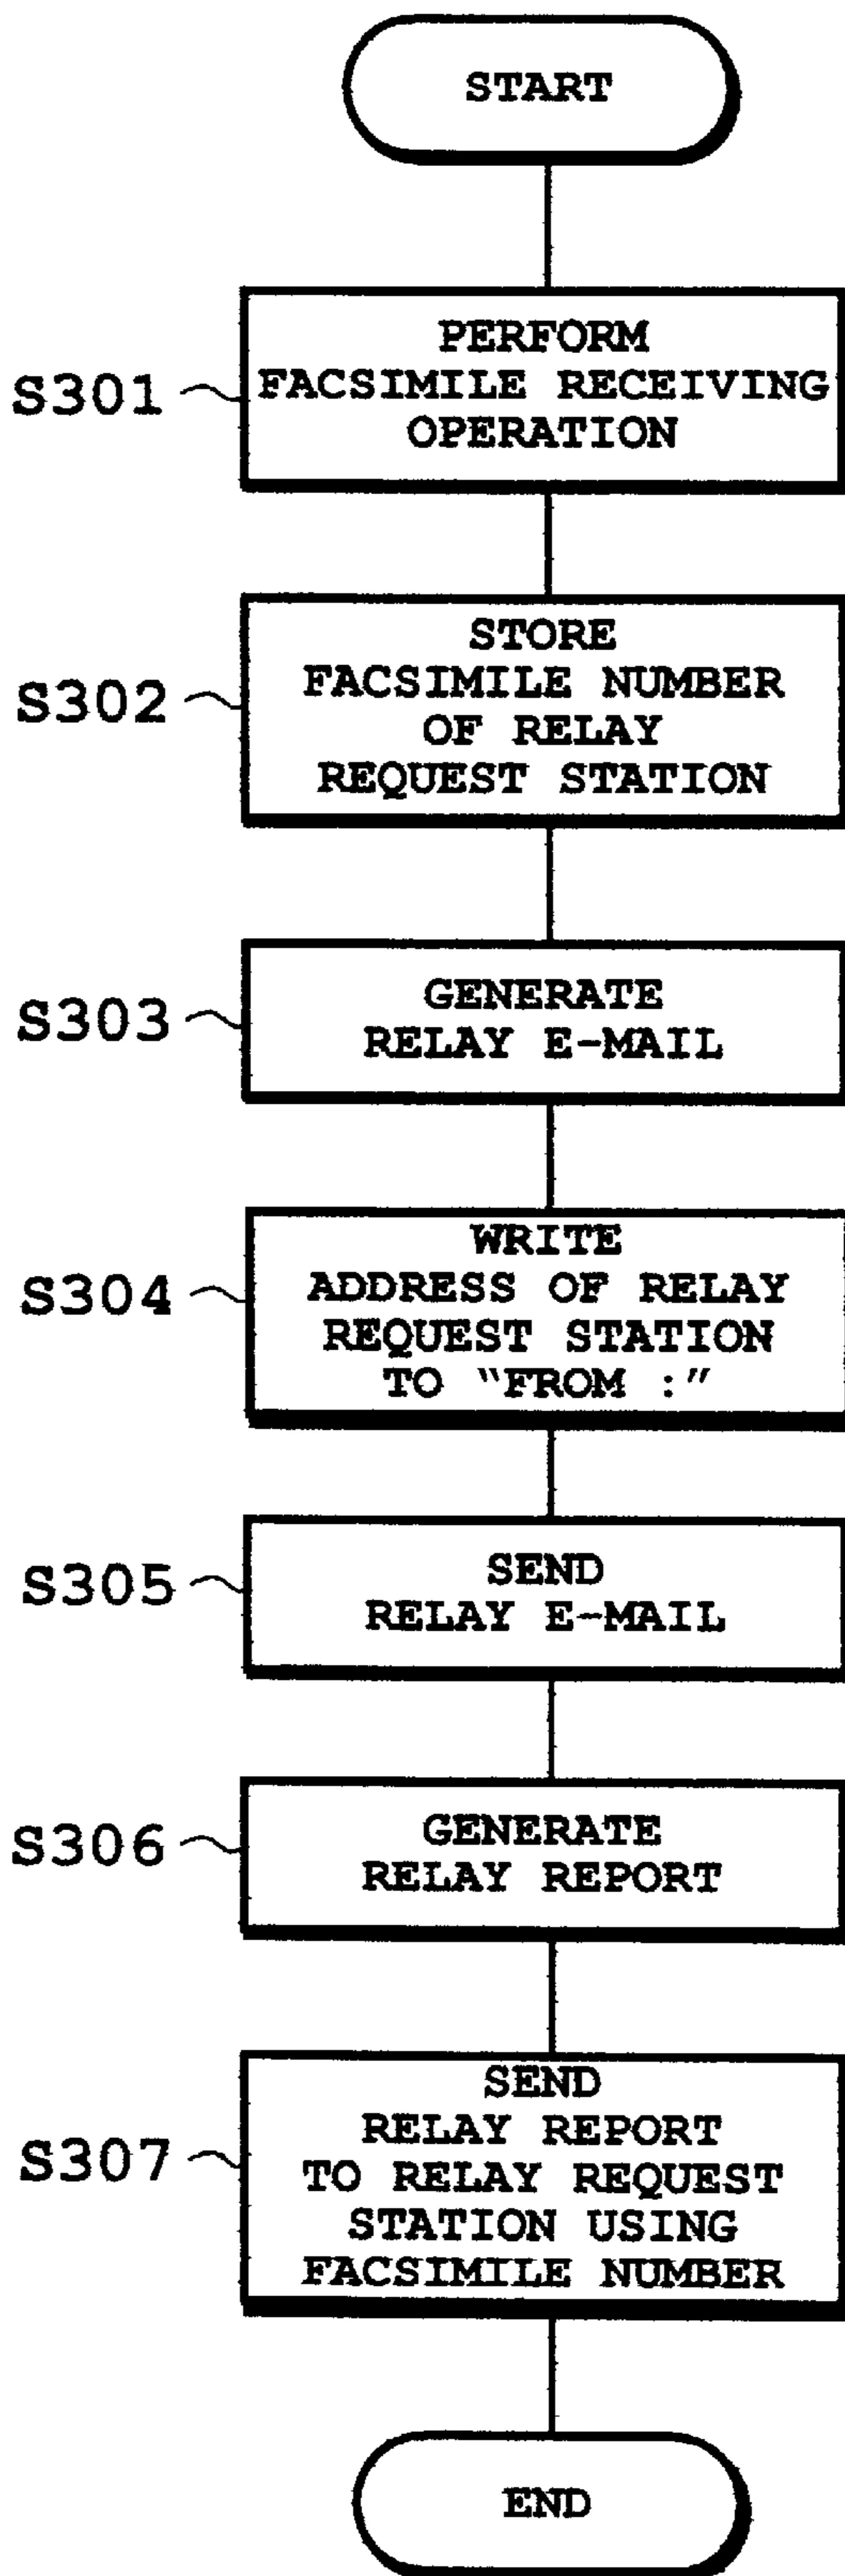 START
S301
PERFORM
FACSIMILE RECEIVING
OPERATION
S302
STORE
FACSIMILE NUMBER
OF RELAY
REQUEST STATION
S303
GENERATE
RELAY E-MAIL
S304
WRITE
ADDRESS OF RELAY
REQUEST STATION
TO “FROM :”
S305
SEND
RELAY E-MAIL
S306
GENERATE
RELAY REPORT
S307
SEND
RELAY REPORT
TO RELAY REQUEST
STATION USING
FACSIMILE NUMBER
END